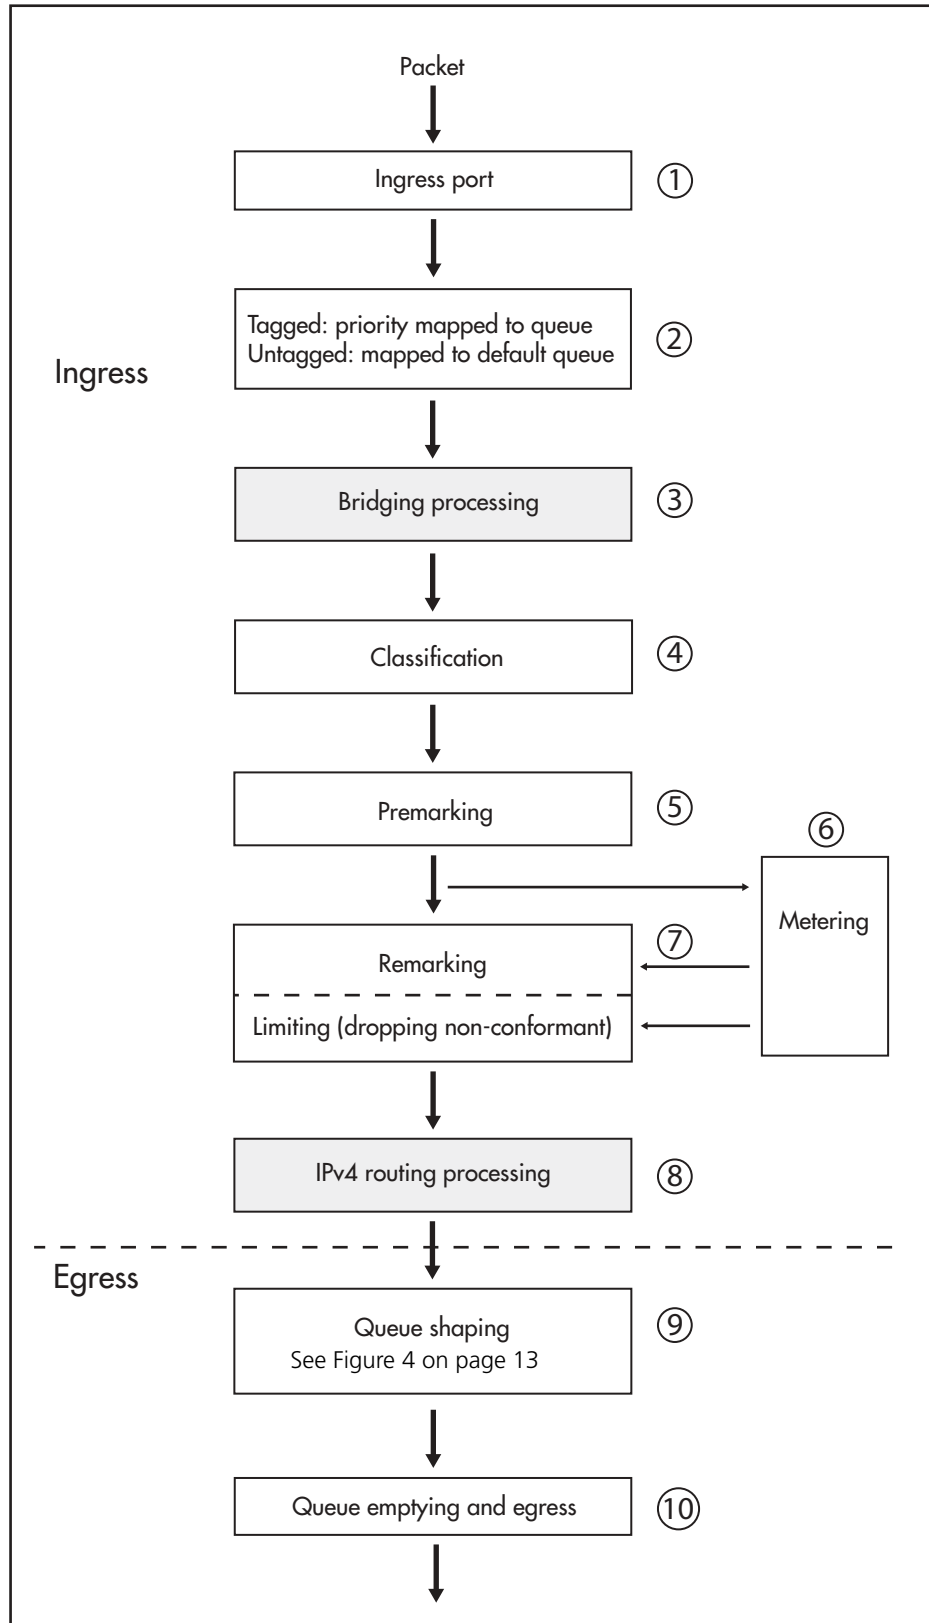 Packet
Ingress port
①
Tagged: priority mapped to queue
Untagged: mapped to default queue
②
Ingress
Bridging processing
③
Classification
④
Premarking
⑤
⑥
Metering
Remarking
⑦
Limiting (dropping non-conformant)
IPv4 routing processing
⑧
Egress
Queue shaping
See Figure 4 on page 13
⑨
Queue emptying and egress
⑩